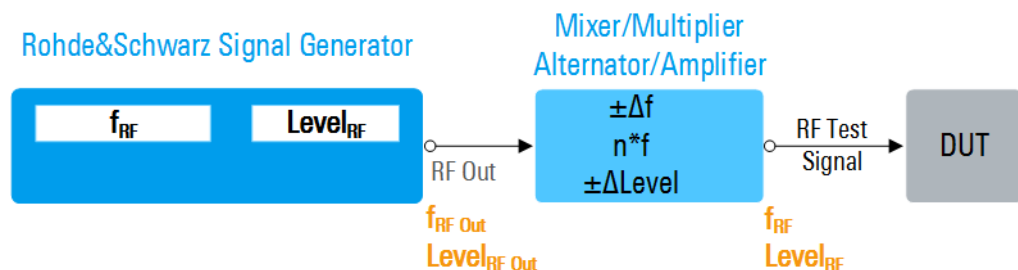 Rohde&Schwarz Signal Generator
Mixer/Multiplier
Alternator/Amplifier
fRF
LevelRF
RF Out
±Δf
n*f
±ΔLevel
RF Test
Signal
DUT
fRF Out
LevelRF Out
fRF
LevelRF